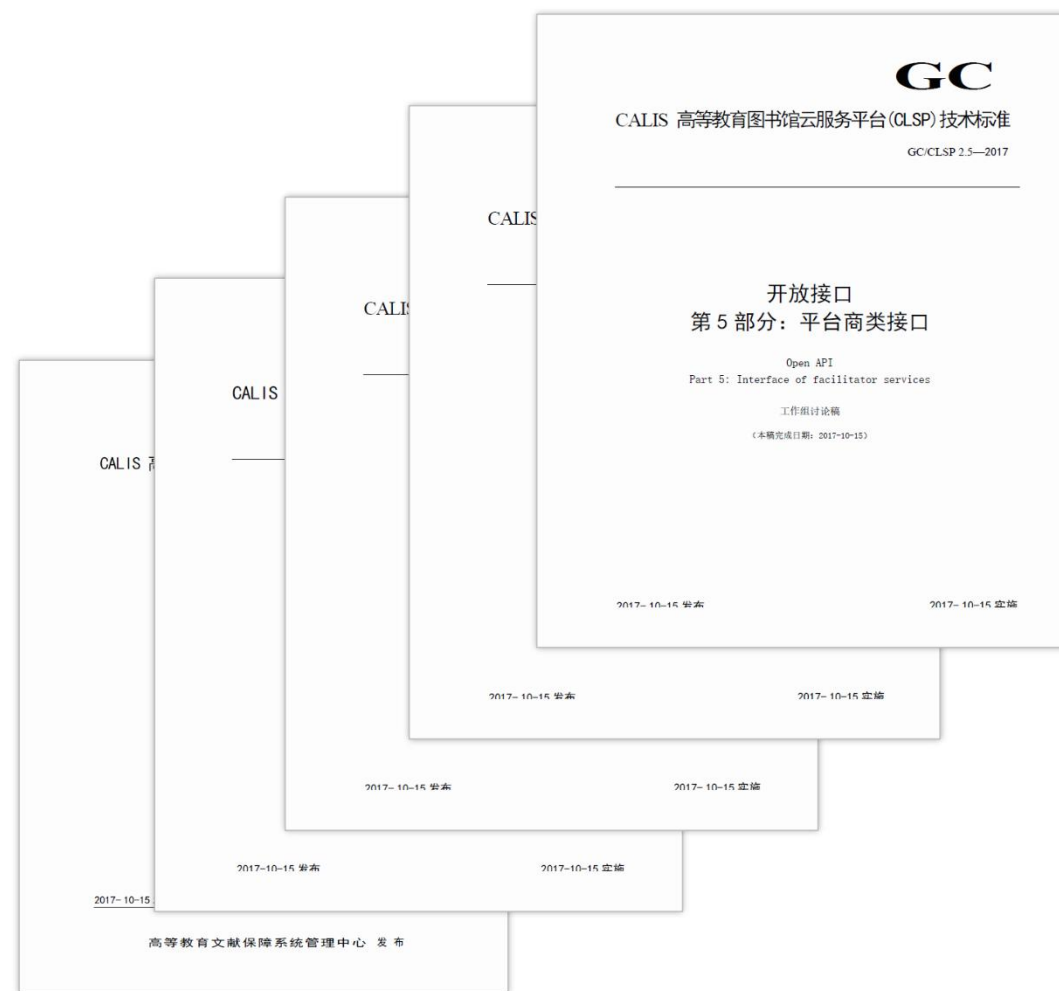 GC
CALIS 高等教育图书馆云服务平台(CLSP)技术标准
GC/CLSP 2.5—2017
开放接口
第 5 部分：平台商类接口
Open API
Part 5: Interface of facilitator services
工作组讨论稿
（本稿完成日期：2017-10-15）
2017-10-15 发布
2017-10-15 实施
CALIS
2017-10-15 发布
2017-10-15 实施
CALIS
2017-10-15 发布
2017-10-15 实施
CALIS
2017-10-15 发布
2017-10-15 实施
CALIS 高
2017-10-15
高等教育文献保障系统管理中心 发 布